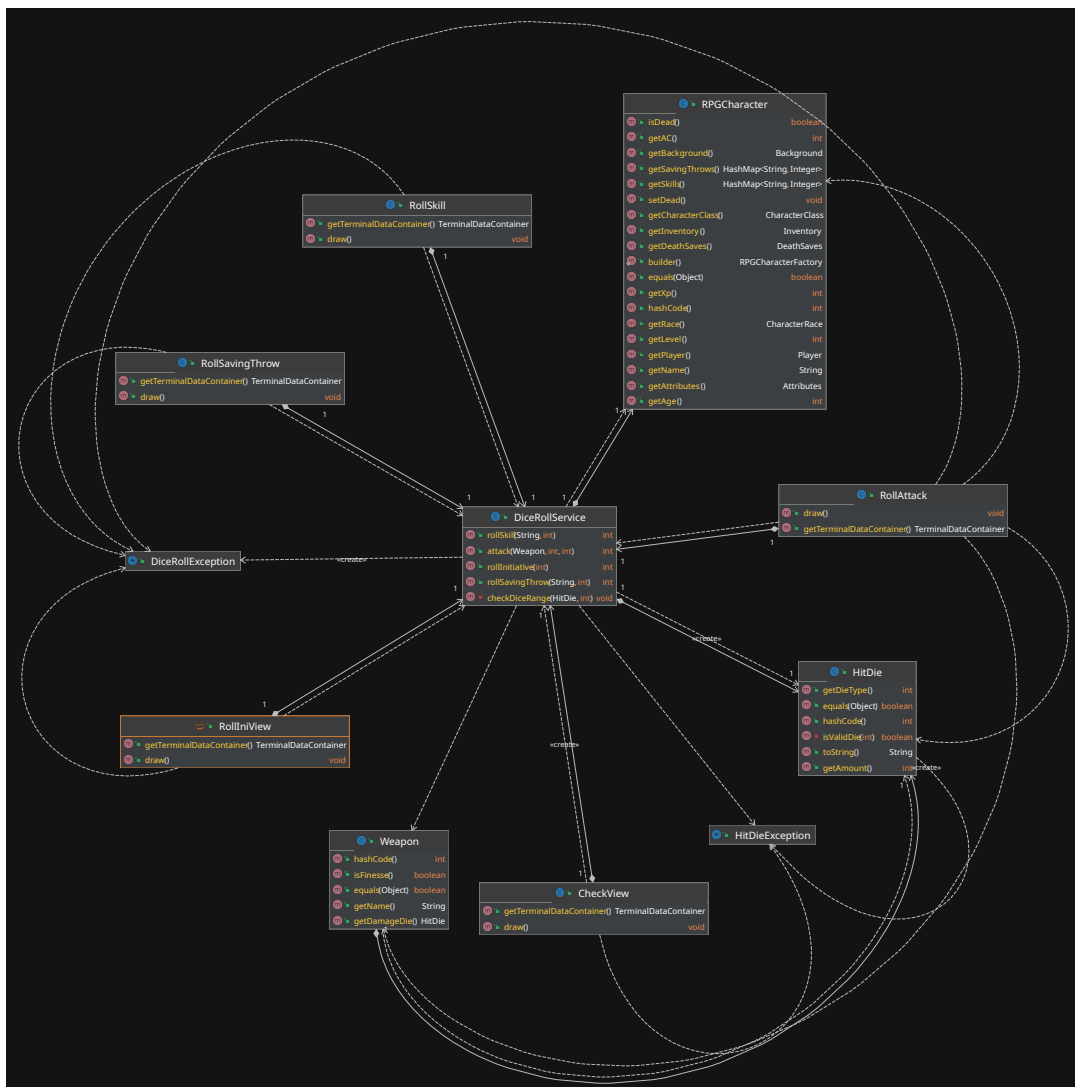 RPGCharacter
isDead() boolean
getAC() int
getBackground() Background
getSavingThrows() HashMap<String, Integer>
getSkills() HashMap<String, Integer>
setDead() void
getCharacterClass() CharacterClass
getInventory() Inventory
getDeathSaves() DeathSaves
builder() RPGCharacterFactory
equals(Object) boolean
getXp() int
hashCode() int
getRace() CharacterRace
getLevel() int
getPlayer() Player
getName() String
getAttributes() Attributes
getAge() int
RollSkill
getTerminalDataContainer() TerminalDataContainer
draw() void
1
RollSavingThrow
getTerminalDataContainer() TerminalDataContainer
draw() void
1
1
1
RollAttack
draw() void
getTerminalDataContainer() TerminalDataContainer
1
1
1
DiceRollService
rollSkill(String, int) int
attack(Weapon, int, int) int
rollInitiative(int) int
rollSavingThrow(String, int) int
checkDiceRange(HitDie, int) void
DiceRollException
«create»
1
1
1
1
«create»
1
HitDie
getDieType() int
equals(Object) boolean
hashCode() int
isValidDie(int) boolean
toString() String
getAmount() int
«create»
1
1
RollIniView
getTerminalDataContainer() TerminalDataContainer
draw() void
«create»
HitDieException
Weapon
hashCode() int
isFinesse() boolean
equals(Object) boolean
getName() String
getDamageDie() HitDie
1
CheckView
getTerminalDataContainer() TerminalDataContainer
draw() void